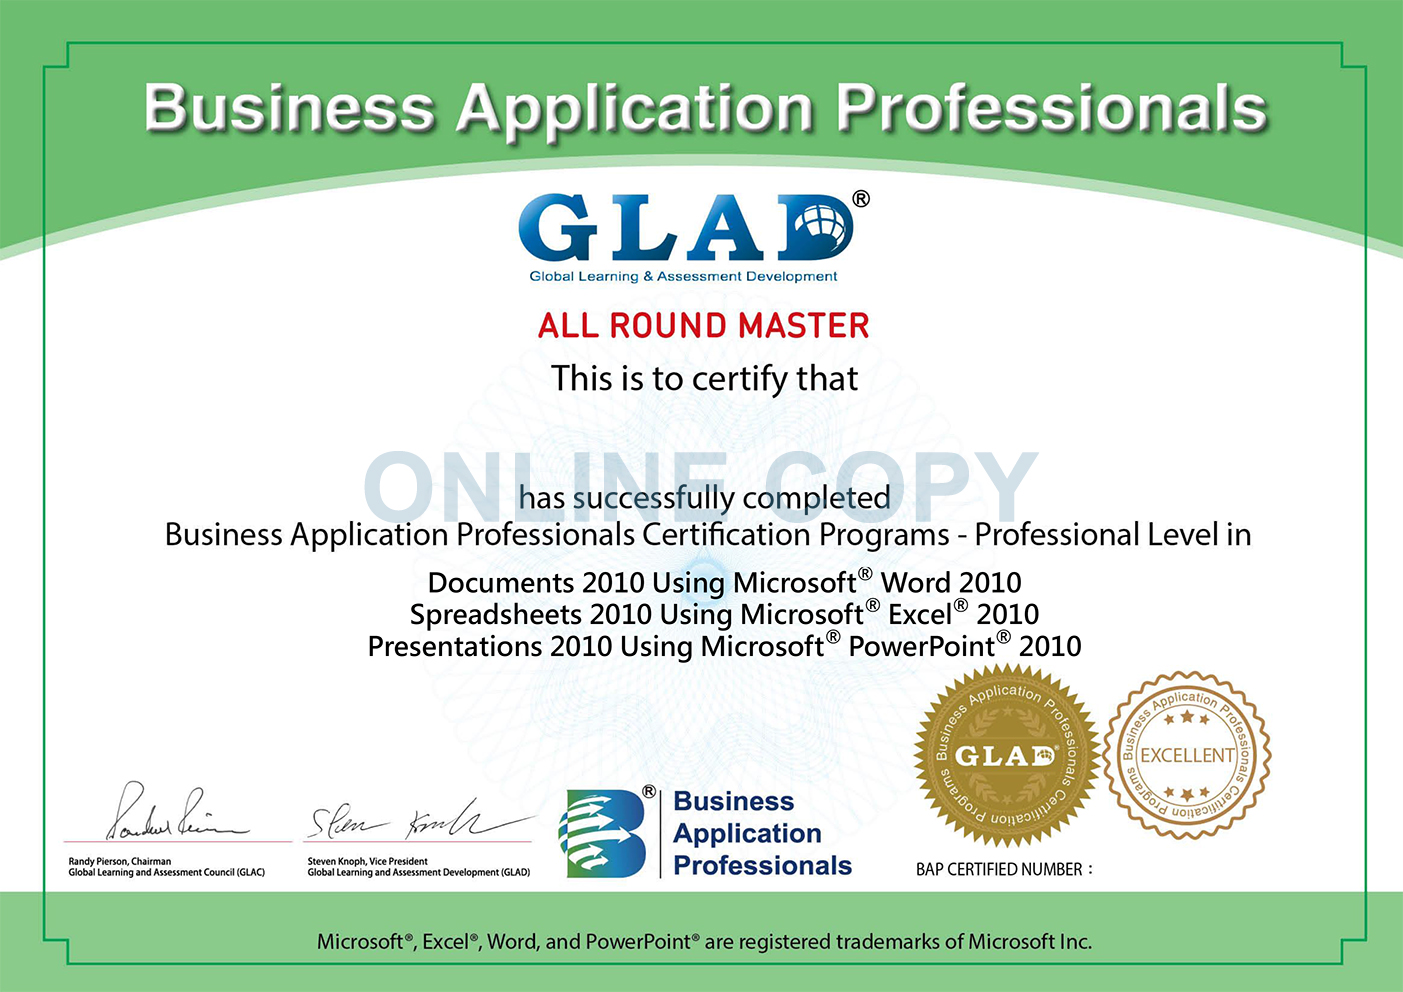 Business Application Professionals
GLAD®
Global Learning & Assessment Development
ALL ROUND MASTER
This is to certify that
ONLINE COPY
has successfully completed
Business Application Professionals Certification Programs - Professional Level in
Documents 2010 Using Microsoft® Word 2010
Spreadsheets 2010 Using Microsoft® Excel® 2010
Presentations 2010 Using Microsoft® PowerPoint® 2010
Business Application Professionals Certification Programs
GLAD®
Business Application Professionals Certification Programs
EXCELLENT
Randy Pierson, Chairman
Global Learning and Assessment Council (GLAC)
Steven Knoph, Vice President
Global Learning and Assessment Development (GLAD)
B®
Business
Application
Professionals
BAP CERTIFIED NUMBER :
Microsoft®, Excel®, Word, and PowerPoint® are registered trademarks of Microsoft Inc.